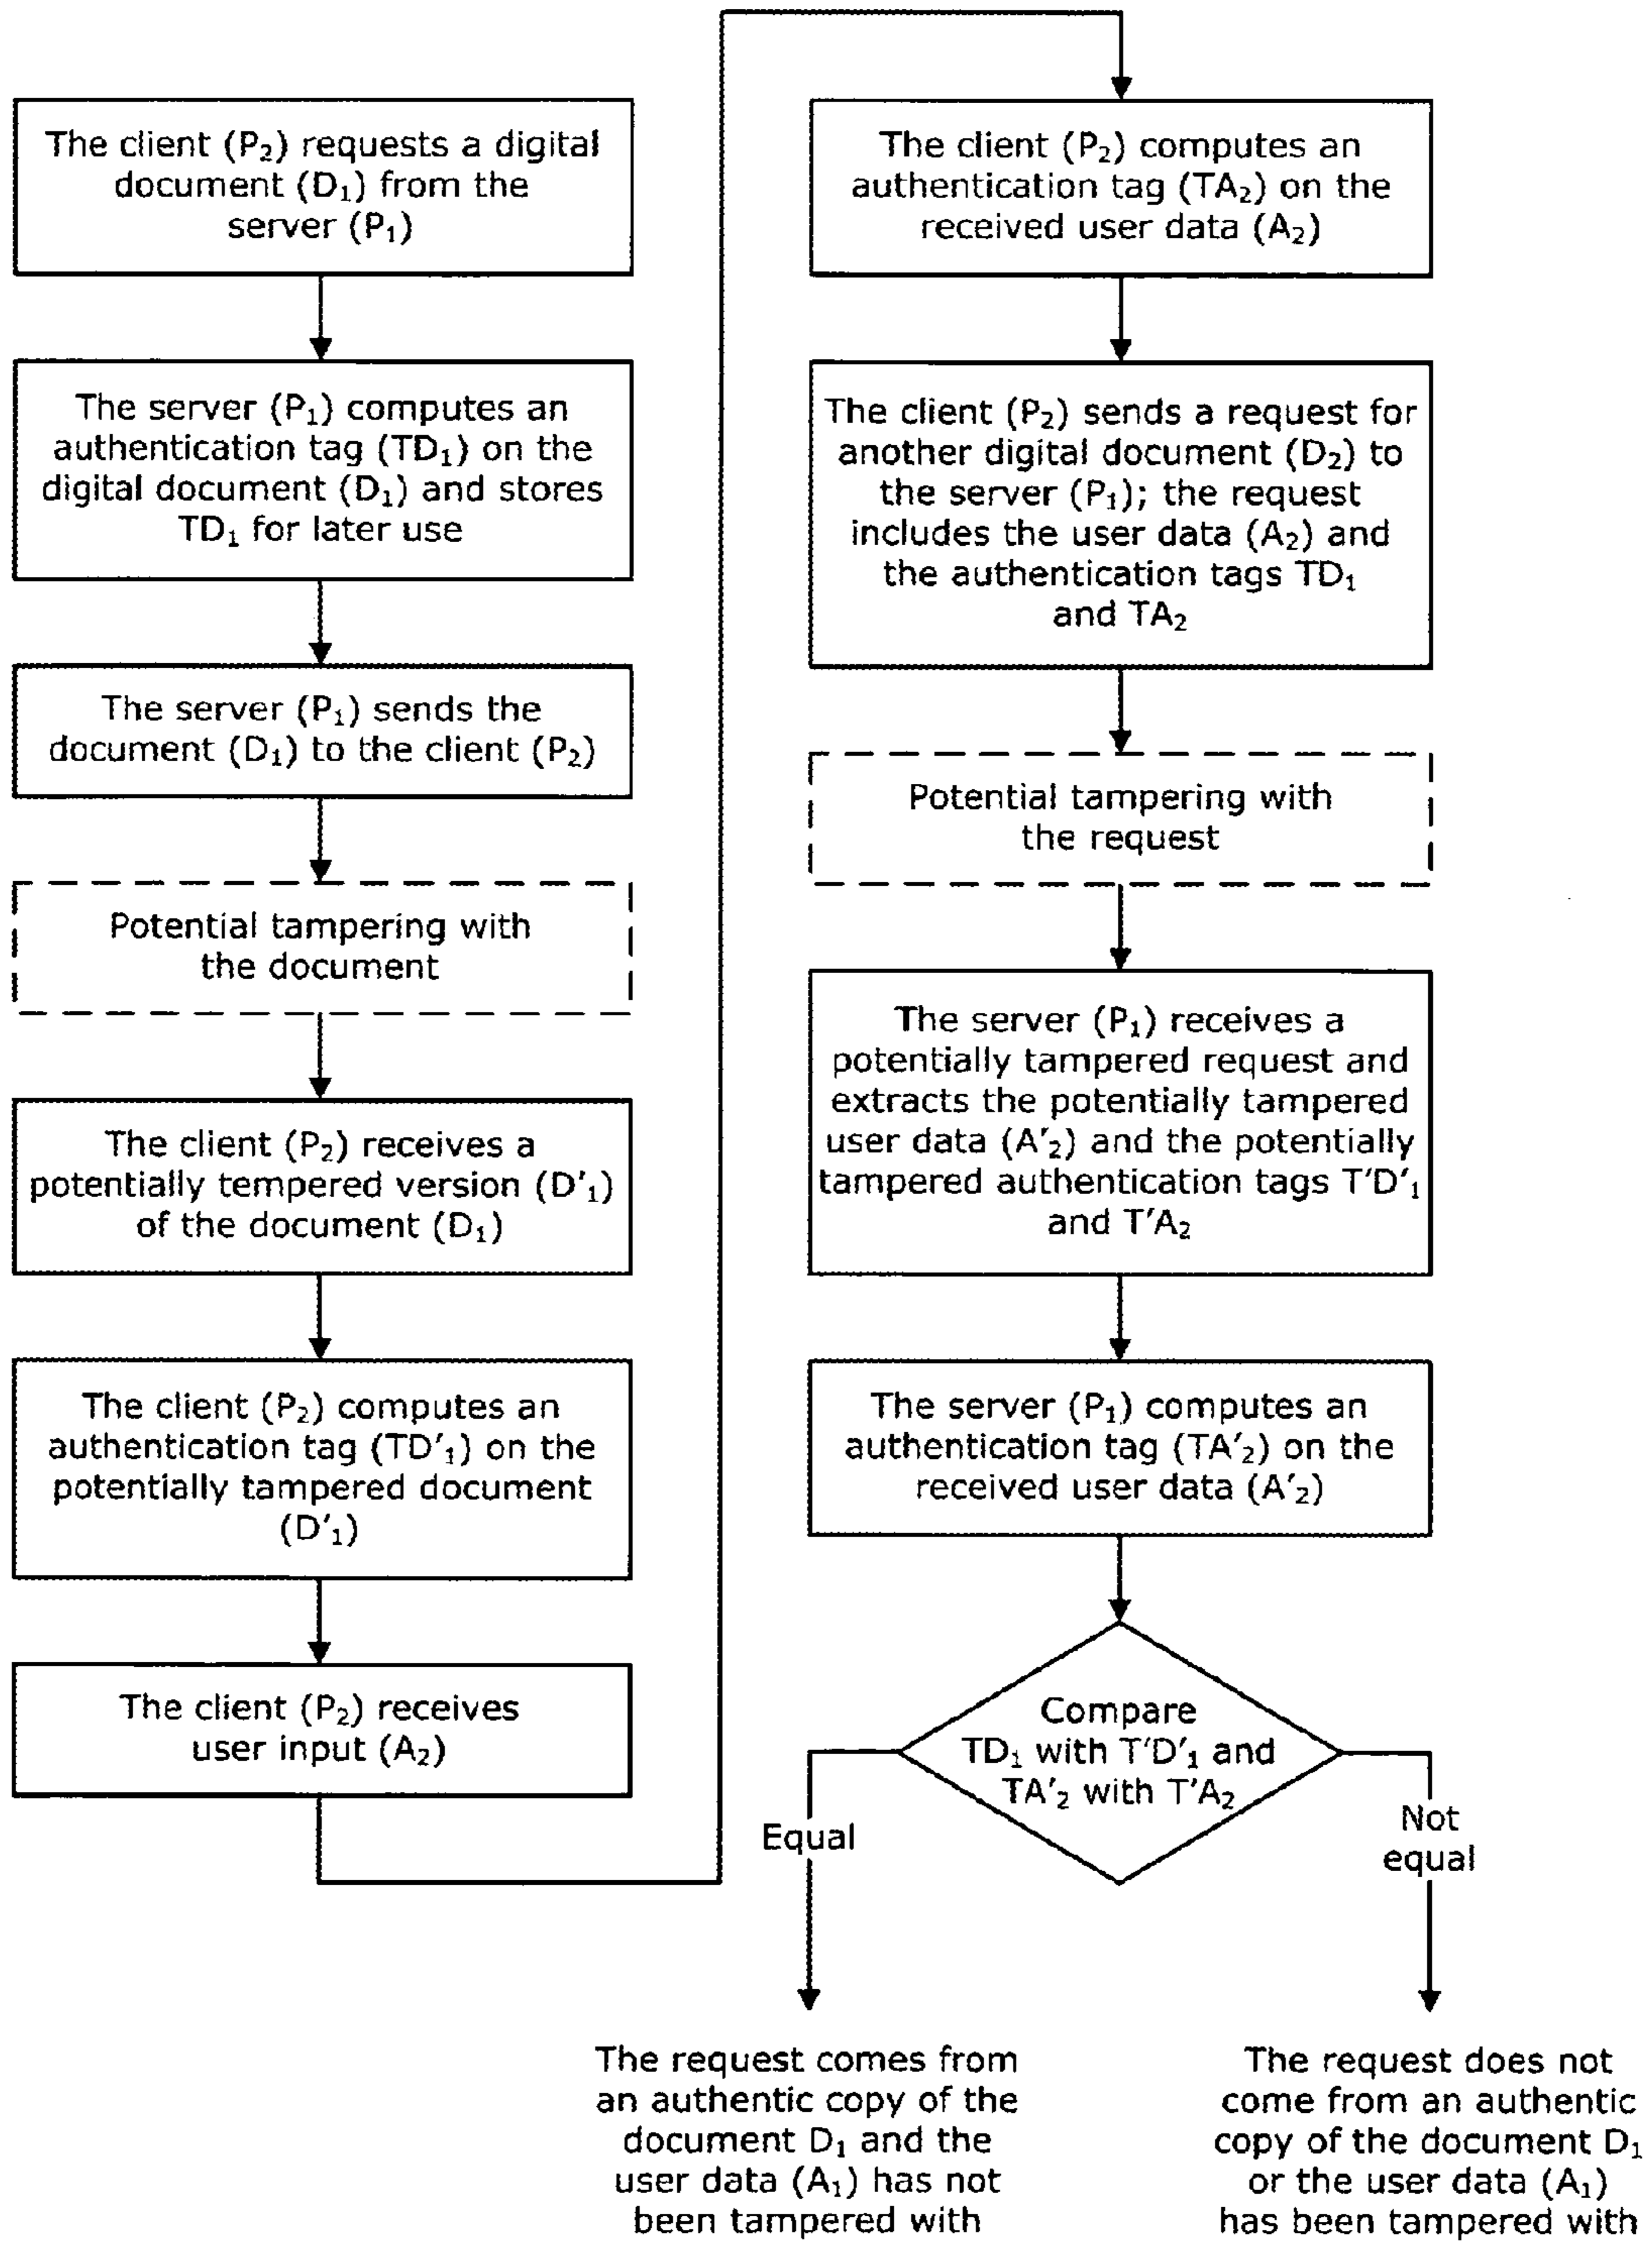 The client (P₂) requests a digital
document (D₁) from the
server (P₁)
The server (P₁) computes an
authentication tag (TD₁) on the
digital document (D₁) and stores
TD₁ for later use
The server (P₁) sends the
document (D₁) to the client (P₂)
Potential tampering with
the document
The client (P₂) receives a
potentially tempered version (D′₁)
of the document (D₁)
The client (P₂) computes an
authentication tag (TD′₁) on the
potentially tampered document
(D′₁)
The client (P₂) receives
user input (A₂)
The client (P₂) computes an
authentication tag (TA₂) on the
received user data (A₂)
The client (P₂) sends a request for
another digital document (D₂) to
the server (P₁); the request
includes the user data (A₂) and
the authentication tags TD₁
and TA₂
Potential tampering with
the request
The server (P₁) receives a
potentially tampered request and
extracts the potentially tampered
user data (A′₂) and the potentially
tampered authentication tags T′D′₁
and T′A₂
The server (P₁) computes an
authentication tag (TA′₂) on the
received user data (A′₂)
Compare
TD₁ with T′D′₁ and
TA′₂ with T′A₂
Equal
Not
equal
The request comes from
an authentic copy of the
document D₁ and the
user data (A₁) has not
been tampered with
The request does not
come from an authentic
copy of the document D₁
or the user data (A₁)
has been tampered with